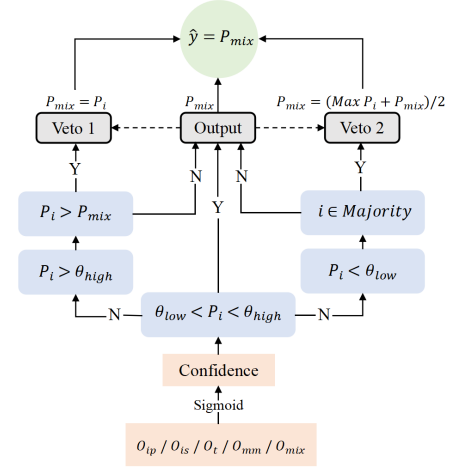 ŷ = P_mix
P_mix = P_i
P_mix
P_mix = (Max P_i + P_mix)/2
Veto 1
Output
Veto 2
Y
N
Y
N
Y
P_i > P_mix
i ∈ Majority
P_i > θ_high
P_i < θ_low
N
θ_low < P_i < θ_high
N
Confidence
Sigmoid
O_ip / O_is / O_t / O_mm / O_mix